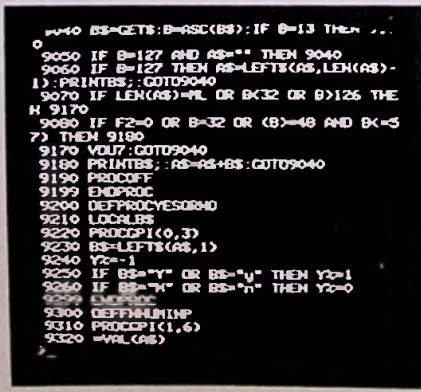 9040 B$=GET$:B=ASC(B$):IF B=13 THEN
0
9050 IF B=127 AND A$="" THEN 9040
9060 IF B=127 THEN A$=LEFT$(A$,LEN(A$)-
1):PRINTB$;:GOTO9040
9070 IF LEN(A$)=ML OR B<32 OR B>126 THE
N 9170
9080 IF F2=0 OR B=32 OR (B>=48 AND B<=5
7) THEN 9180
9170 VDU7:GOTO9040
9180 PRINTB$;:A$=A$+B$:GOTO9040
9190 PROCOFF
9199 ENDPROC
9200 DEFPROCYESORNO
9210 LOCALB$
9220 PROCGPI(0,3)
9230 B$=LEFT$(A$,1)
9240 Y%=-1
9250 IF B$="Y" OR B$="y" THEN Y%=1
9260 IF B$="N" OR B$="n" THEN Y%=0
9299 ENDPROC
9300 DEFFNNUMINP
9310 PROCGPI(1,6)
9320 =VAL(A$)
>_